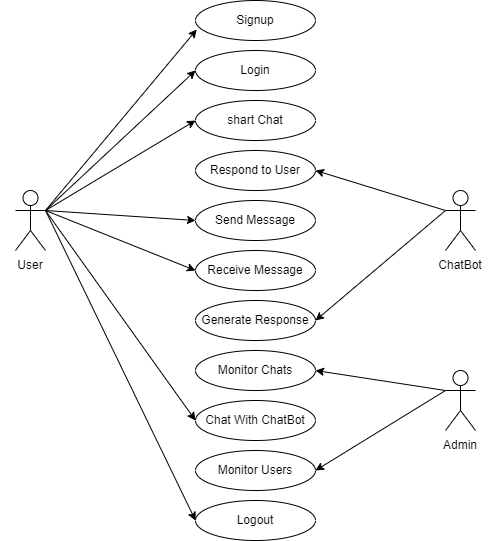 Signup
Login
shart Chat
Respond to User
Send Message
User
ChatBot
Receive Message
Generate Response
Monitor Chats
Chat With ChatBot
Admin
Monitor Users
Logout